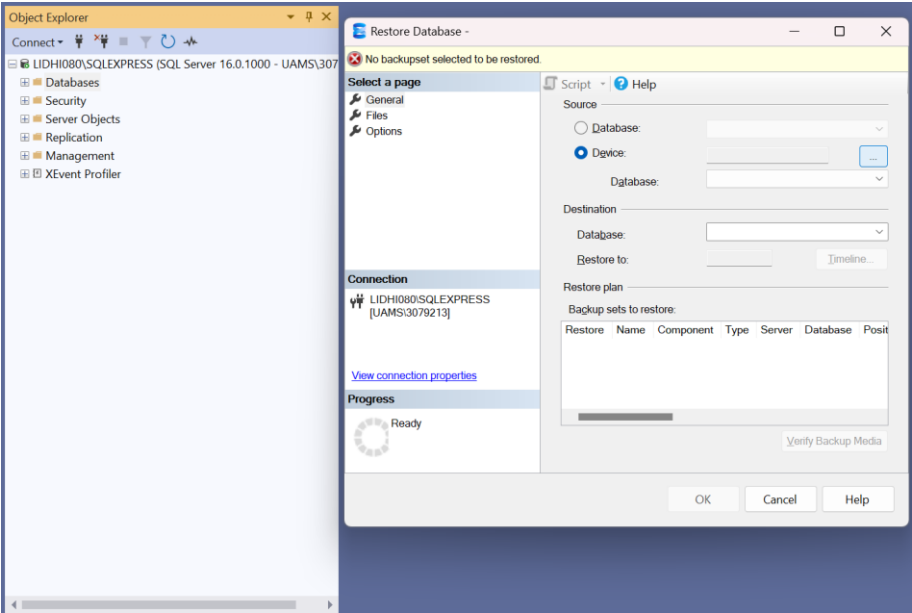 Object Explorer
Connect
LIDHI080\SQLEXPRESS (SQL Server 16.0.1000 - UAMS\307
Databases
Security
Server Objects
Replication
Management
XEvent Profiler
Restore Database -
No backupset selected to be restored.
Select a page
General
Files
Options
Connection
LIDHI080\SQLEXPRESS
[UAMS\3079213]
View connection properties
Progress
Ready
Script Help
Source
Database:
Device:
...
Database:
Destination
Database:
Restore to:
Timeline...
Restore plan
Backup sets to restore:
Restore Name Component Type Server Database Posit
Verify Backup Media
OK Cancel Help